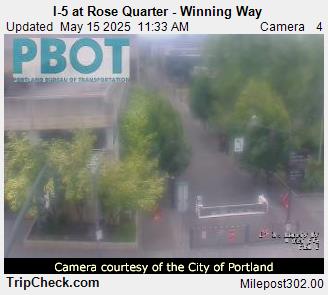 I-5 at Rose Quarter - Winning Way
Updated May 15 2025 11:33 AM Camera 4
PBOT
PORTLAND BUREAU OF TRANSPORTATION
Camera courtesy of the City of Portland
TripCheck.com Milepost302.00